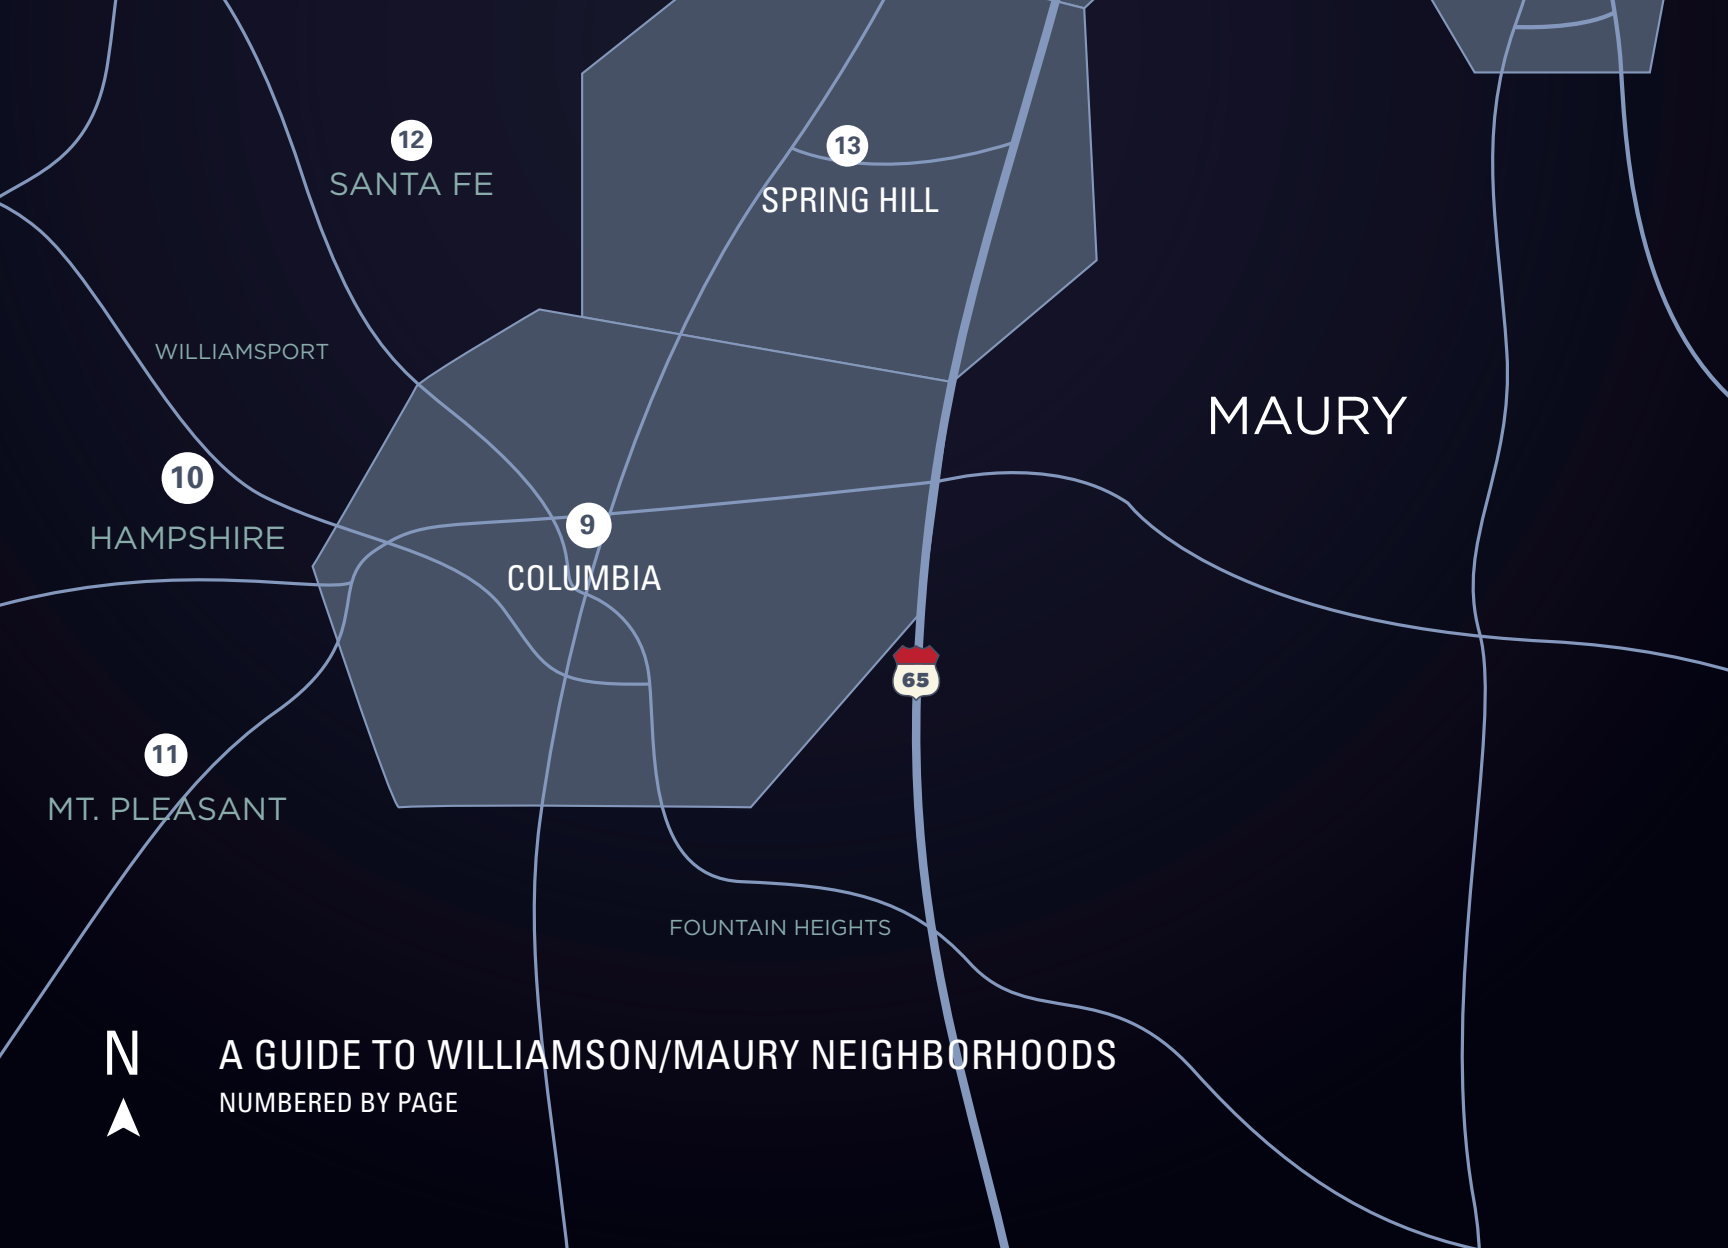 12
SANTA FE
13
SPRING HILL
WILLIAMSPORT
MAURY
10
HAMPSHIRE
9
COLUMBIA
65
11
MT. PLEASANT
FOUNTAIN HEIGHTS
N
A GUIDE TO WILLIAMSON/MAURY NEIGHBORHOODS
NUMBERED BY PAGE